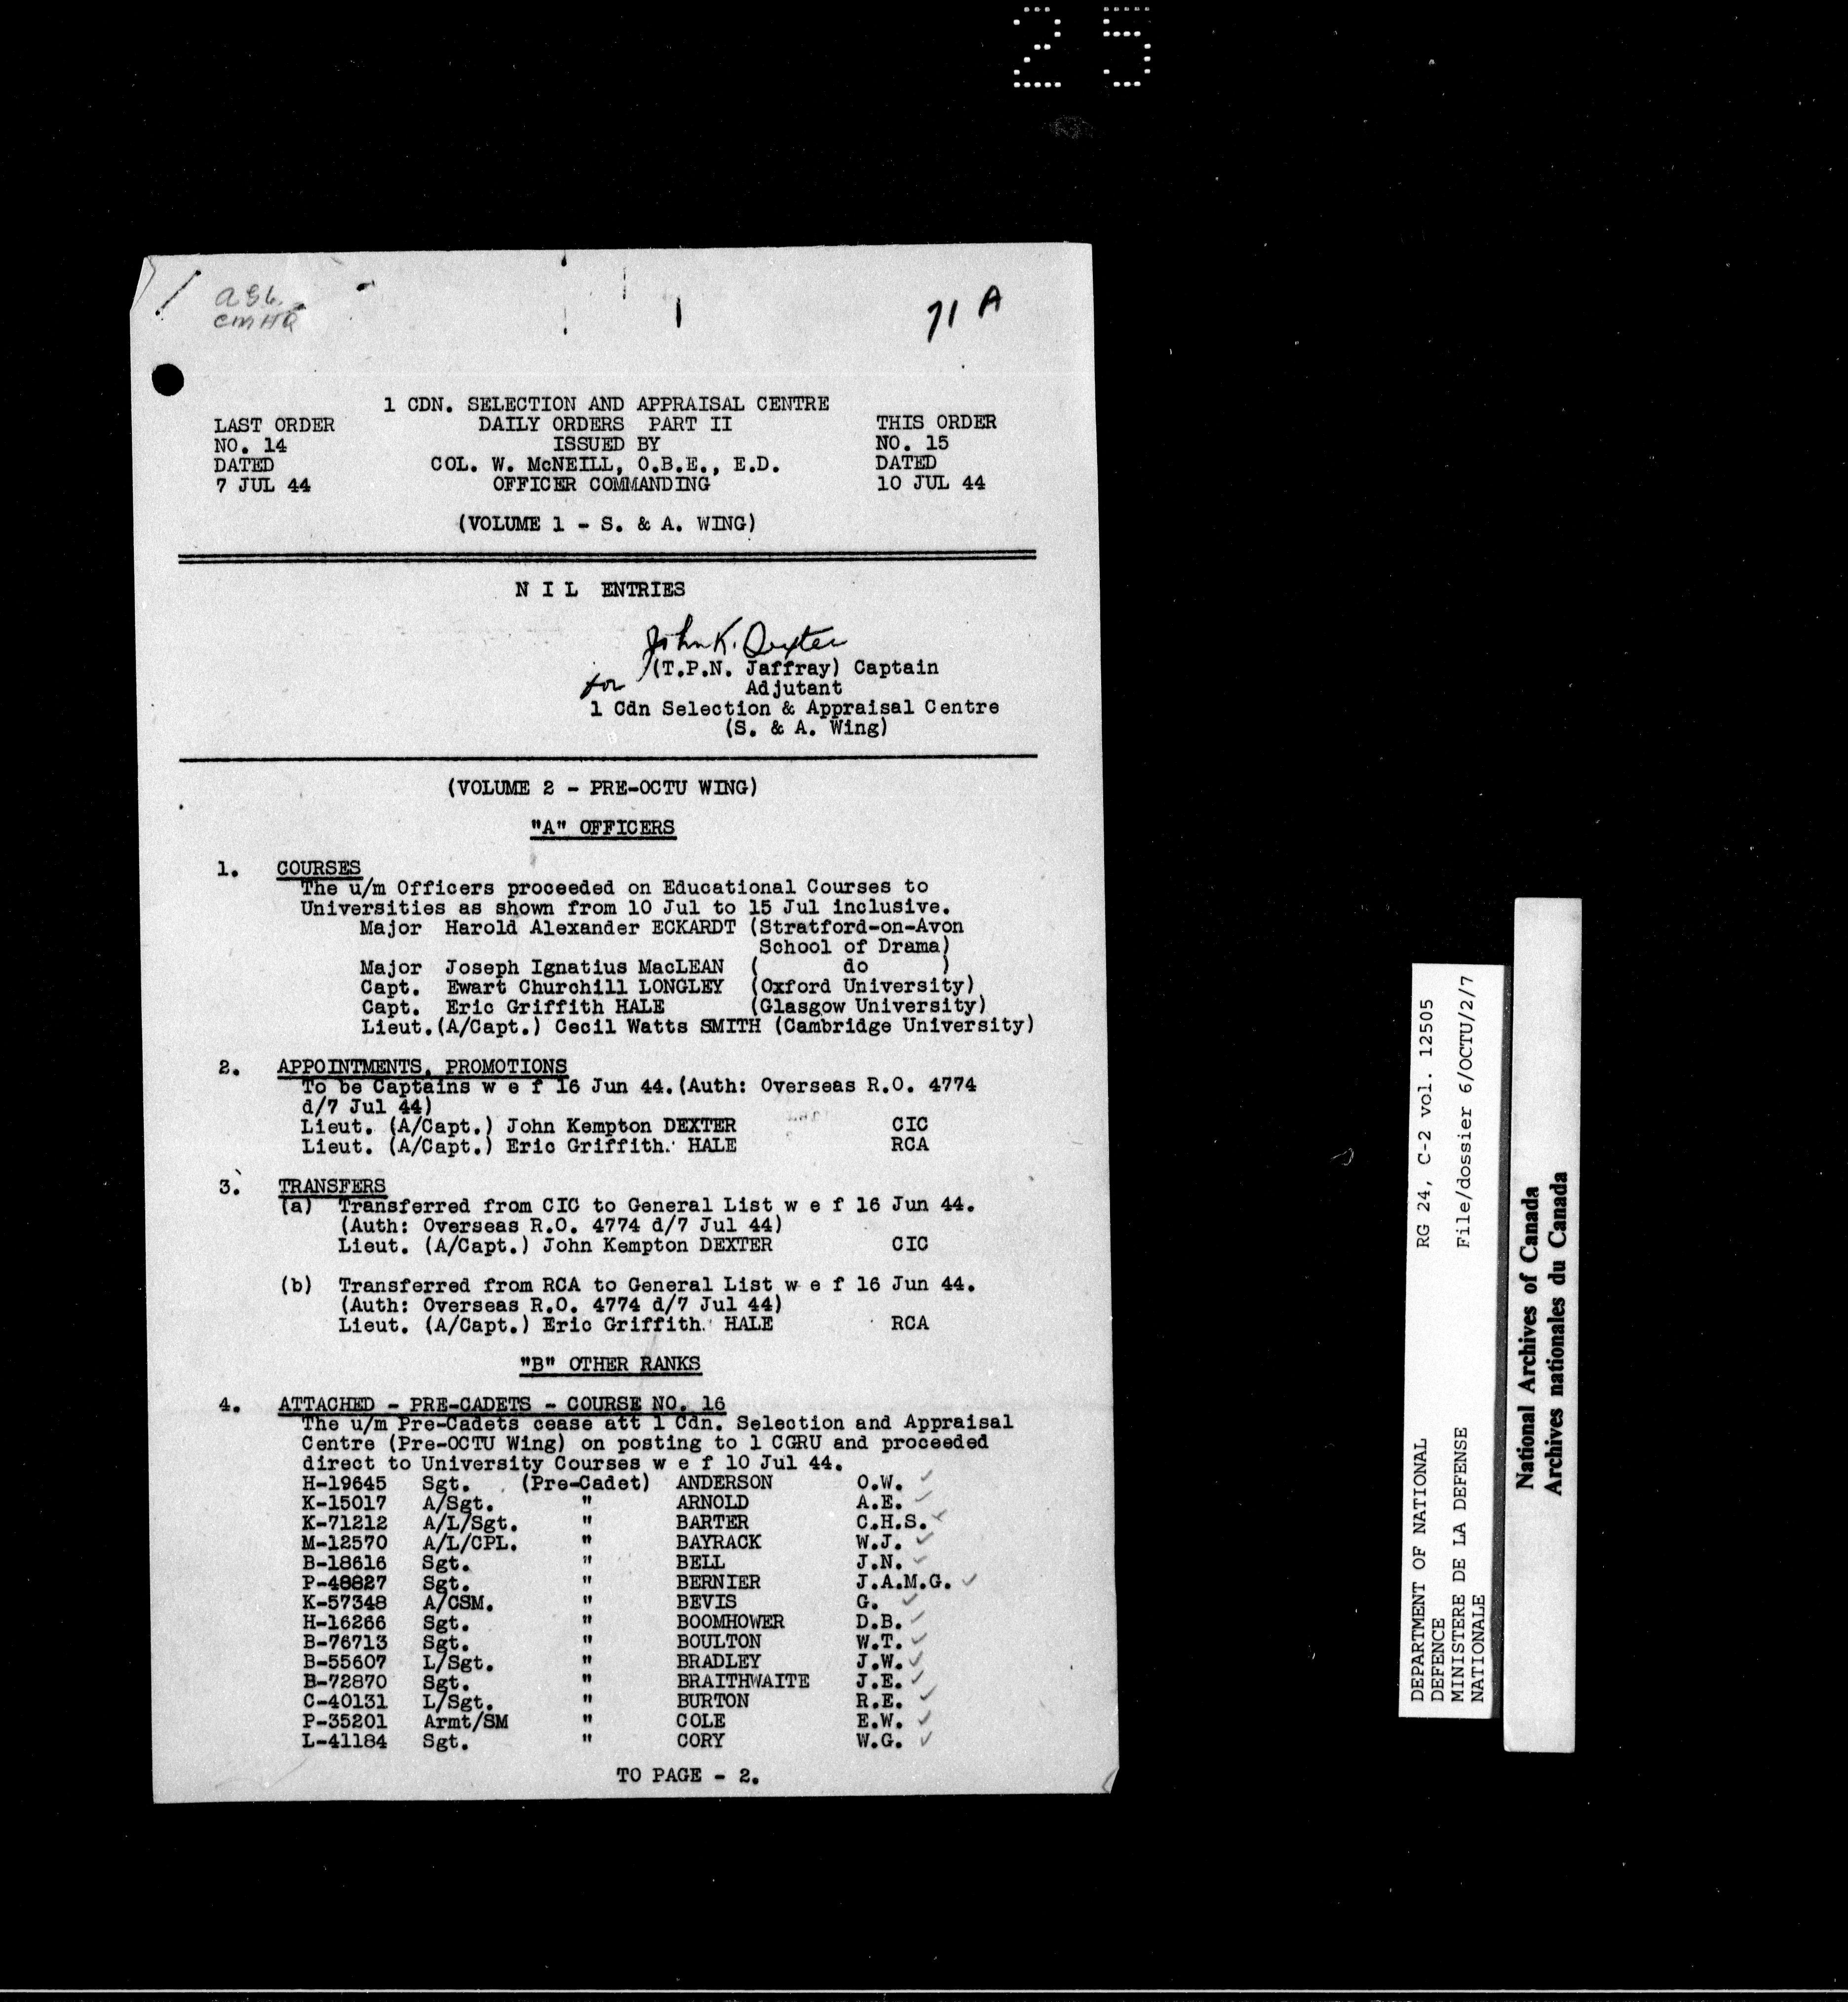 25
CMHQ
71 A
1 CDN. SELECTION AND APPRAISAL CENTRE
LAST ORDER DAILY ORDERS PART II THIS ORDER
NO. 14 ISSUED BY NO. 15
DATED COL. W. McNEILL, O.B.E., E.D. DATED
7 JUL 44 OFFICER COMMANDING 10 JUL 44
(VOLUME 1 - S. & A. WING)
N I L ENTRIES
John K. Dexter
for (T.P.N. Jaffray) Captain
Adjutant
1 Cdn Selection & Appraisal Centre
(S. & A. Wing)
(VOLUME 2 - PRE-OCTU WING)
"A" OFFICERS
1. COURSES
The u/m Officers proceeded on Educational Courses to
Universities as shown from 10 Jul to 15 Jul inclusive.
Major Harold Alexander ECKARDT (Stratford-on-Avon
School of Drama)
Major Joseph Ignatius MacLEAN ( do )
Capt. Ewart Churchill LONGLEY (Oxford University)
Capt. Eric Griffith HALE (Glasgow University)
Lieut.(A/Capt.) Cecil Watts SMITH (Cambridge University)
2. APPOINTMENTS, PROMOTIONS
To be Captains w e f 16 Jun 44.(Auth: Overseas R.O. 4774
d/7 Jul 44)
Lieut. (A/Capt.) John Kempton DEXTER CIC
Lieut. (A/Capt.) Eric Griffith HALE RCA
3. TRANSFERS
(a) Transferred from CIC to General List w e f 16 Jun 44.
(Auth: Overseas R.O. 4774 d/7 Jul 44)
Lieut. (A/Capt.) John Kempton DEXTER CIC
(b) Transferred from RCA to General List w e f 16 Jun 44.
(Auth: Overseas R.O. 4774 d/7 Jul 44)
Lieut. (A/Capt.) Eric Griffith HALE RCA
"B" OTHER RANKS
4. ATTACHED - PRE-CADETS - COURSE NO. 16
The u/m Pre-Cadets cease att 1 Cdn. Selection and Appraisal
Centre (Pre-OCTU Wing) on posting to 1 CGRU and proceeded
direct to University Courses w e f 10 Jul 44.
H-19645 Sgt. (Pre-Cadet) ANDERSON O.W. ✓
K-15017 A/Sgt. " ARNOLD A.E. ✓
K-71212 A/L/Sgt. " BARTER C.H.S. ✓
M-12570 A/L/CPL. " BAYRACK W.J. ✓
B-18616 Sgt. " BELL J.N. ✓
P-48827 Sgt. " BERNIER J.A.M.G. ✓
K-57348 A/CSM. " BEVIS G. ✓
H-16266 Sgt. " BOOMHOWER D.B. ✓
B-76713 Sgt. " BOULTON W.T. ✓
B-55607 L/Sgt. " BRADLEY J.W. ✓
B-72870 Sgt. " BRAITHWAITE J.E. ✓
C-40131 L/Sgt. " BURTON R.E. ✓
P-35201 Armt/SM " COLE E.W. ✓
L-41184 Sgt. " CORY W.G. ✓
TO PAGE - 2.
DEPARTMENT OF NATIONAL RG 24, C-2 vol. 12505
DEFENCE
MINISTERE DE LA DEFENSE File/dossier 6/OCTU/2/7
NATIONALE
National Archives of Canada
Archives nationales du Canada